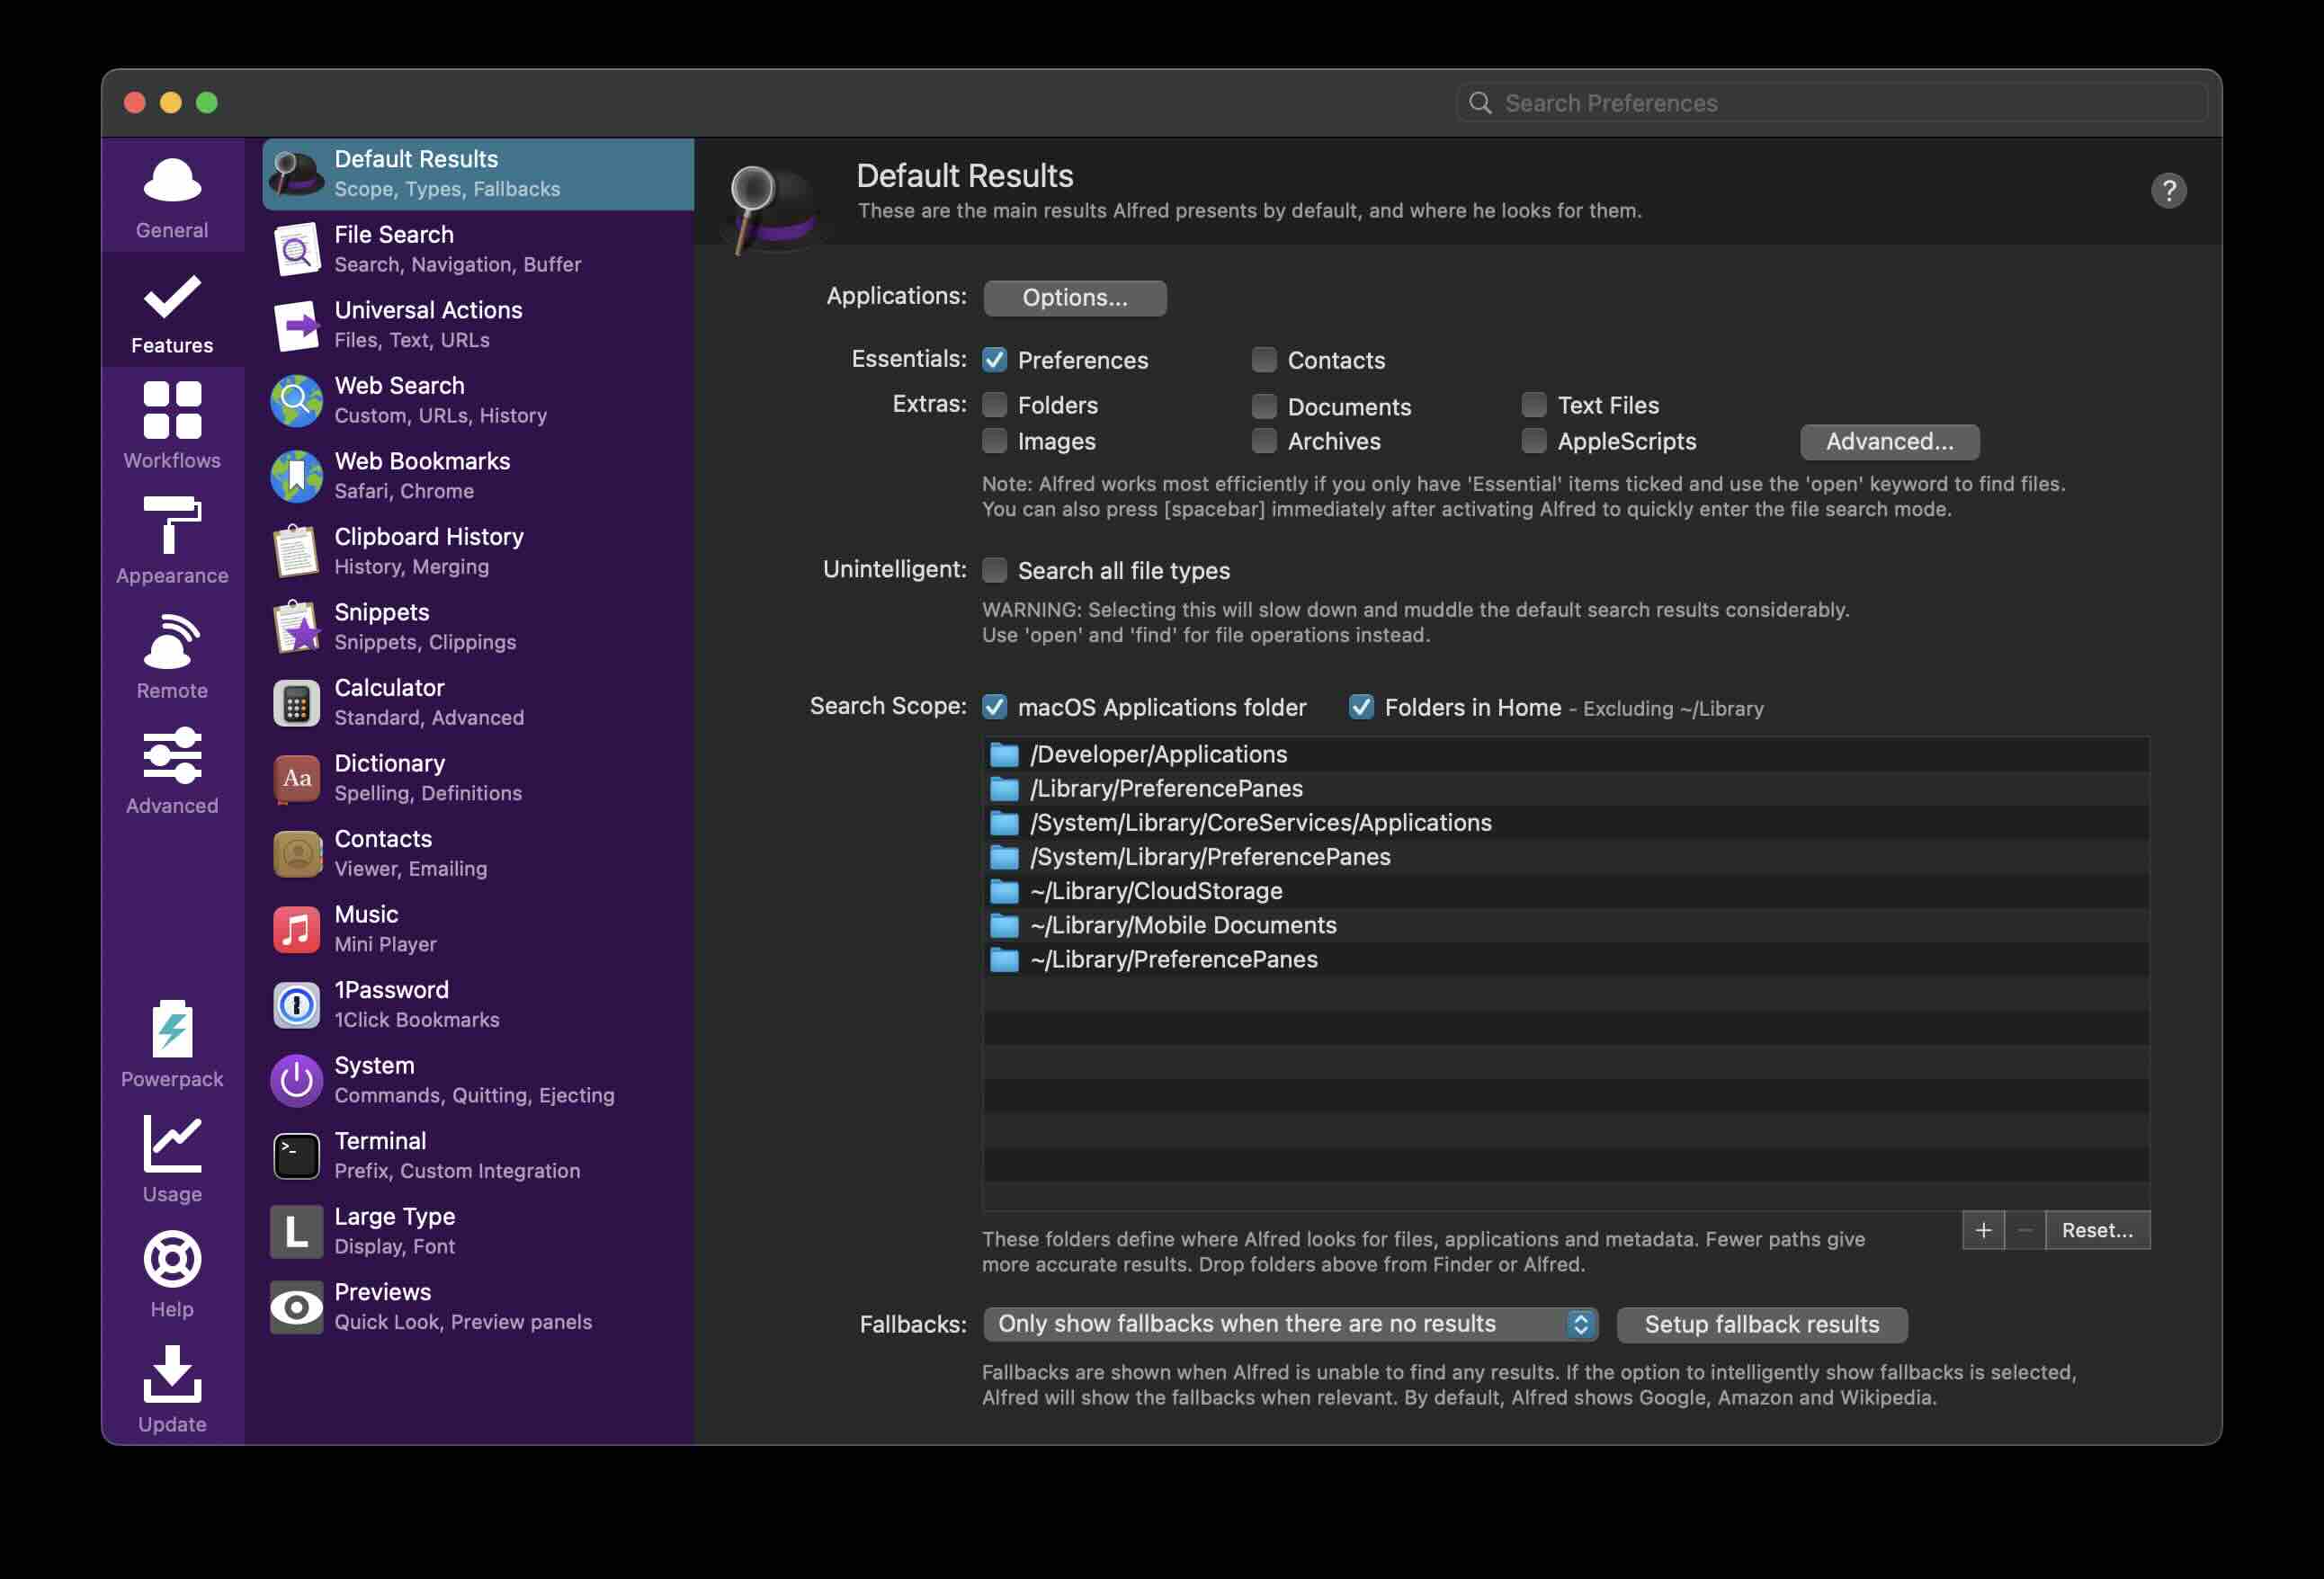 Search Preferences
General
Features
Workflows
Appearance
Remote
Advanced
Powerpack
Usage
Help
Update
Default Results
Scope, Types, Fallbacks
File Search
Search, Navigation, Buffer
Universal Actions
Files, Text, URLs
Web Search
Custom, URLs, History
Web Bookmarks
Safari, Chrome
Clipboard History
History, Merging
Snippets
Snippets, Clippings
Calculator
Standard, Advanced
Aa
Dictionary
Spelling, Definitions
Contacts
Viewer, Emailing
Music
Mini Player
1Password
1Click Bookmarks
System
Commands, Quitting, Ejecting
>_
Terminal
Prefix, Custom Integration
L
Large Type
Display, Font
Previews
Quick Look, Preview panels
Default Results
These are the main results Alfred presents by default, and where he looks for them.
?
Applications: Options...
Essentials: Preferences Contacts
Extras: Folders Documents Text Files
Images Archives AppleScripts Advanced...
Note: Alfred works most efficiently if you only have 'Essential' items ticked and use the 'open' keyword to find files.
You can also press [spacebar] immediately after activating Alfred to quickly enter the file search mode.
Unintelligent: Search all file types
WARNING: Selecting this will slow down and muddle the default search results considerably.
Use 'open' and 'find' for file operations instead.
Search Scope: macOS Applications folder Folders in Home - Excluding ~/Library
/Developer/Applications
/Library/PreferencePanes
/System/Library/CoreServices/Applications
/System/Library/PreferencePanes
~/Library/CloudStorage
~/Library/Mobile Documents
~/Library/PreferencePanes
+ − Reset...
These folders define where Alfred looks for files, applications and metadata. Fewer paths give
more accurate results. Drop folders above from Finder or Alfred.
Fallbacks: Only show fallbacks when there are no results Setup fallback results
Fallbacks are shown when Alfred is unable to find any results. If the option to intelligently show fallbacks is selected,
Alfred will show the fallbacks when relevant. By default, Alfred shows Google, Amazon and Wikipedia.